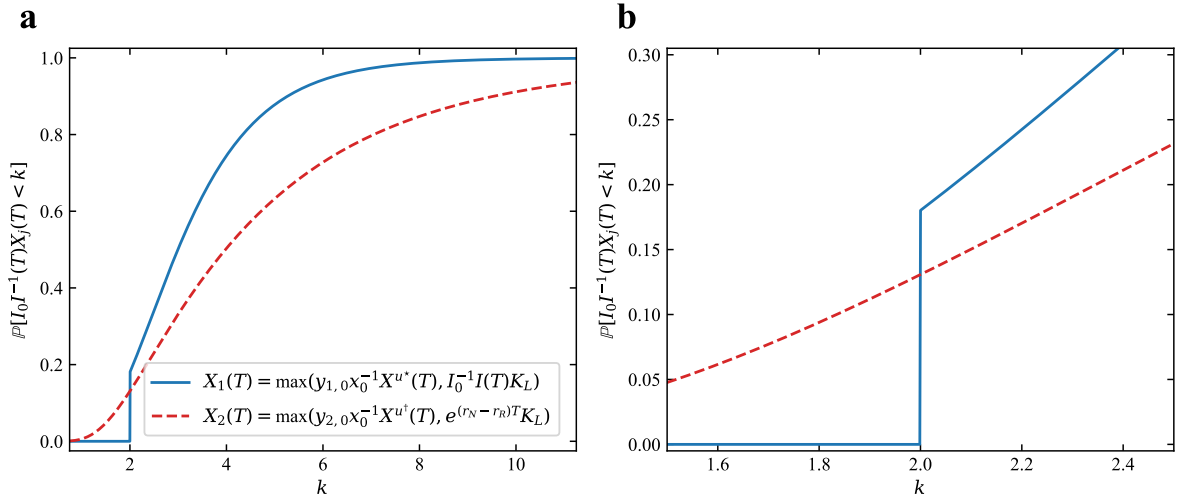 a
1.0
0.8
0.6
0.4
0.2
0.0
ℙ[I₀I⁻¹(T)Xⱼ(T) < k]
X₁(T) = max(y₁,₀x₀⁻¹X^{u⋆}(T), I₀⁻¹I(T)K_L)
X₂(T) = max(y₂,₀x₀⁻¹X^{u†}(T), e^{(r_N − r_R)T}K_L)
2 4 6 8 10
k
b
0.30
0.25
0.20
0.15
0.10
0.05
0.00
ℙ[I₀I⁻¹(T)Xⱼ(T) < k]
1.6 1.8 2.0 2.2 2.4
k